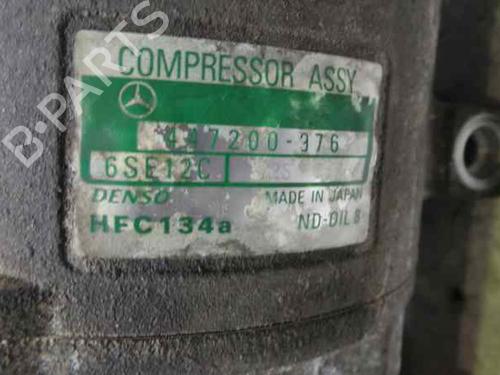 COMPRESSOR ASSY
447200-376
6SE12C
DENSO MADE IN JAPAN
HFC134a ND-OIL 8
B-PARTS